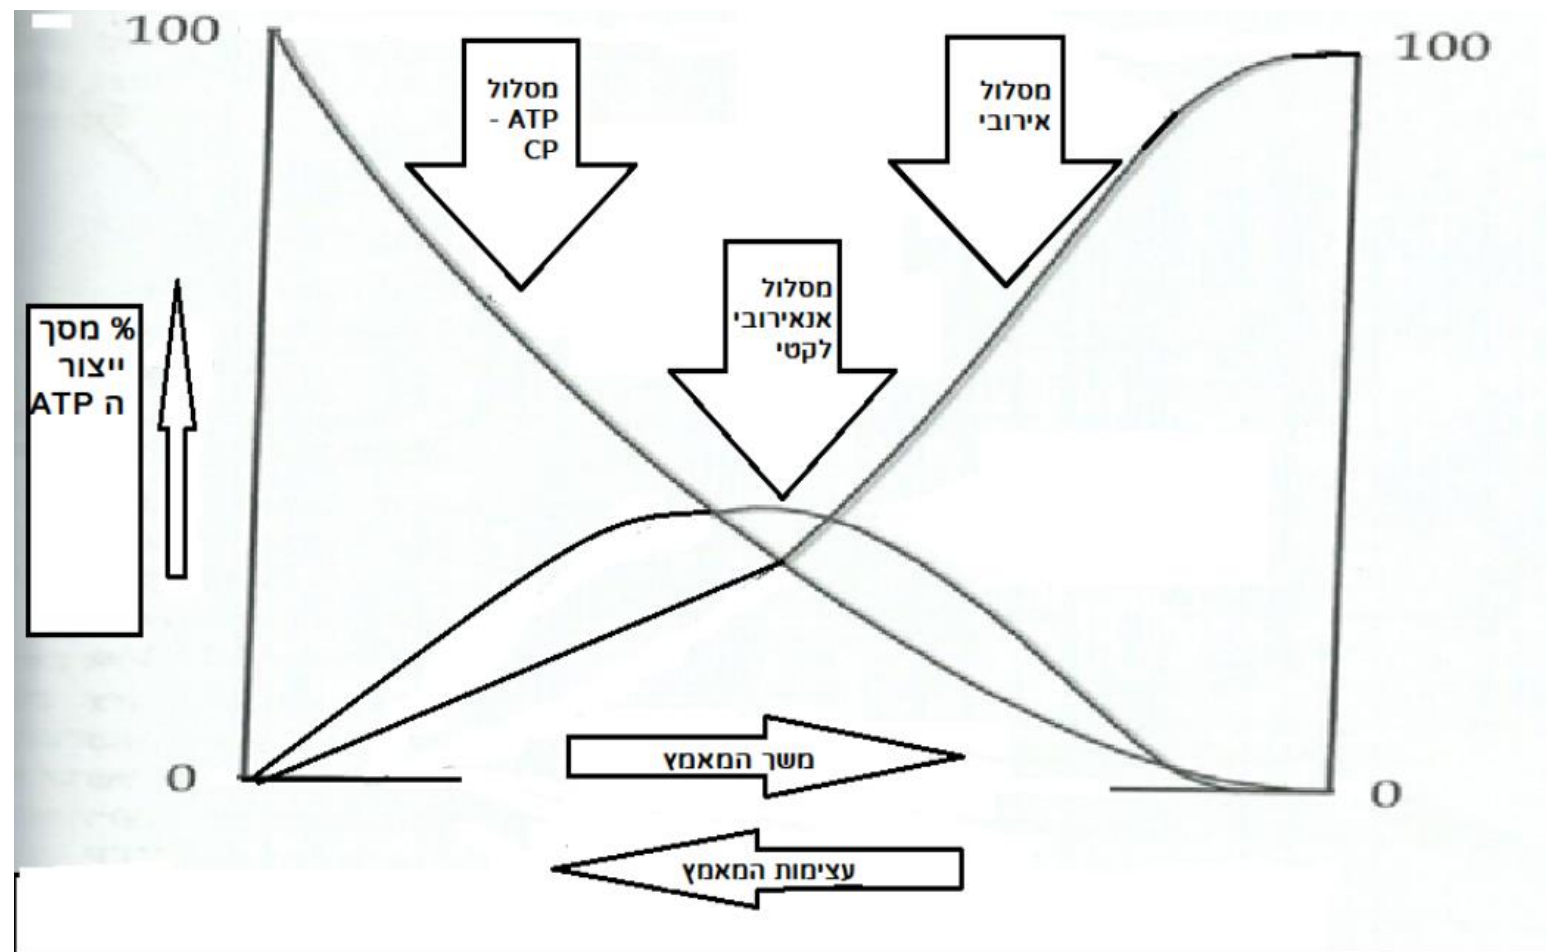 100
100
מסלול
ATP -
CP
מסלול
אירובי
מסלול
אנאירובי
לקטי
% מסך
ייצור
ה ATP
משך המאמץ
0
0
עצימות המאמץ